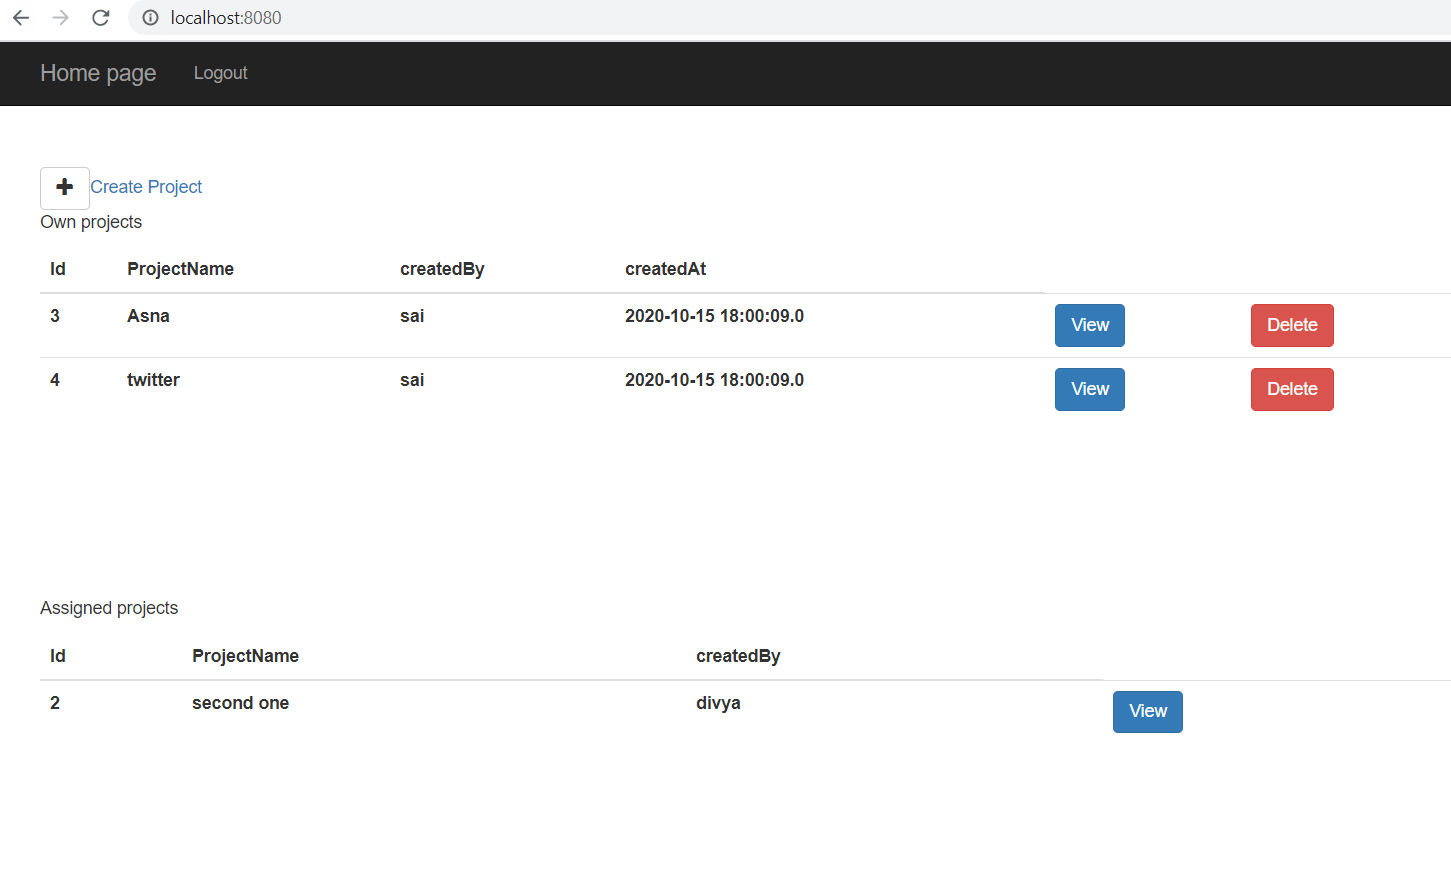 localhost:8080
Home page Logout
Create Project
Own projects
Id ProjectName createdBy createdAt
3 Asna sai 2020-10-15 18:00:09.0 View Delete
4 twitter sai 2020-10-15 18:00:09.0 View Delete
Assigned projects
Id ProjectName createdBy
2 second one divya View